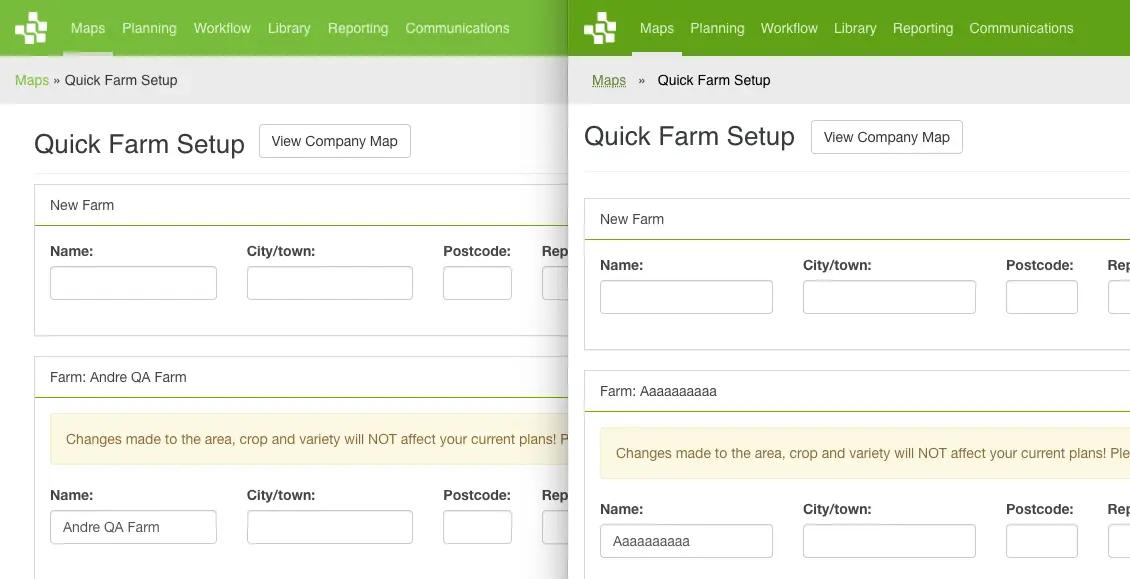 Maps Planning Workflow Library Reporting Communications
Maps » Quick Farm Setup
Quick Farm Setup View Company Map
New Farm
Name: City/town: Postcode: Rep
Farm: Andre QA Farm
Changes made to the area, crop and variety will NOT affect your current plans! P
Name: City/town: Postcode: Rep
Andre QA Farm
Maps Planning Workflow Library Reporting Communications
Maps » Quick Farm Setup
Quick Farm Setup View Company Map
New Farm
Name: City/town: Postcode: Rep
Farm: Aaaaaaaaaa
Changes made to the area, crop and variety will NOT affect your current plans! Ple
Name: City/town: Postcode: Rep
Aaaaaaaaaa